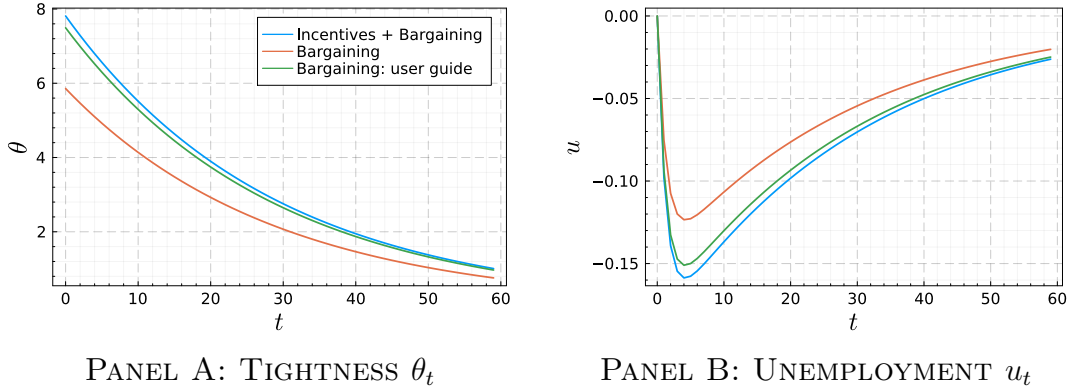 8
6
4
2
θ
0 10 20 30 40 50 60
t
Incentives + Bargaining
Bargaining
Bargaining: user guide
PANEL A: TIGHTNESS θt
0.00
−0.05
−0.10
−0.15
u
0 10 20 30 40 50 60
t
PANEL B: UNEMPLOYMENT ut